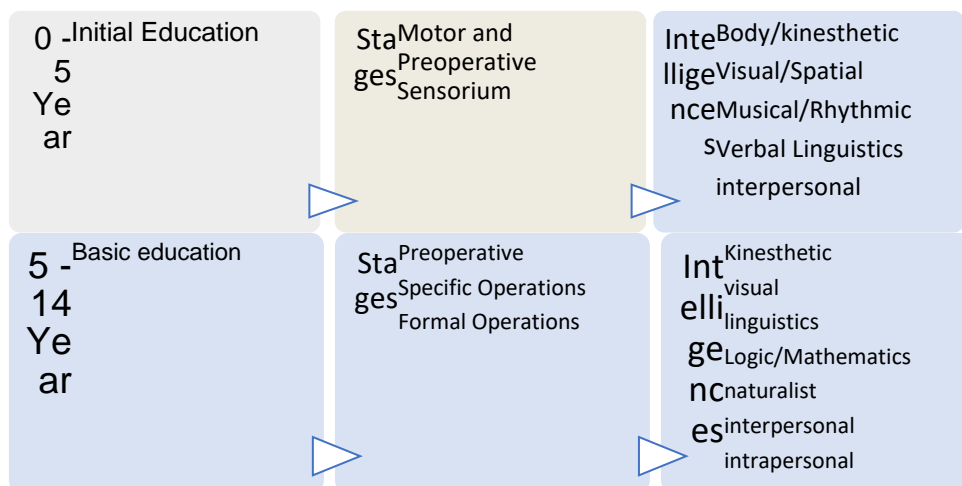 0 -
5
Ye
ar
Initial Education
Sta
ges
Motor and
Preoperative
Sensorium
Inte
llige
nce
s
Body/kinesthetic
Visual/Spatial
Musical/Rhythmic
Verbal Linguistics
interpersonal
5 -
14
Ye
ar
Basic education
Sta
ges
Preoperative
Specific Operations
Formal Operations
Int
elli
ge
nc
es
Kinesthetic
visual
linguistics
Logic/Mathematics
naturalist
interpersonal
intrapersonal